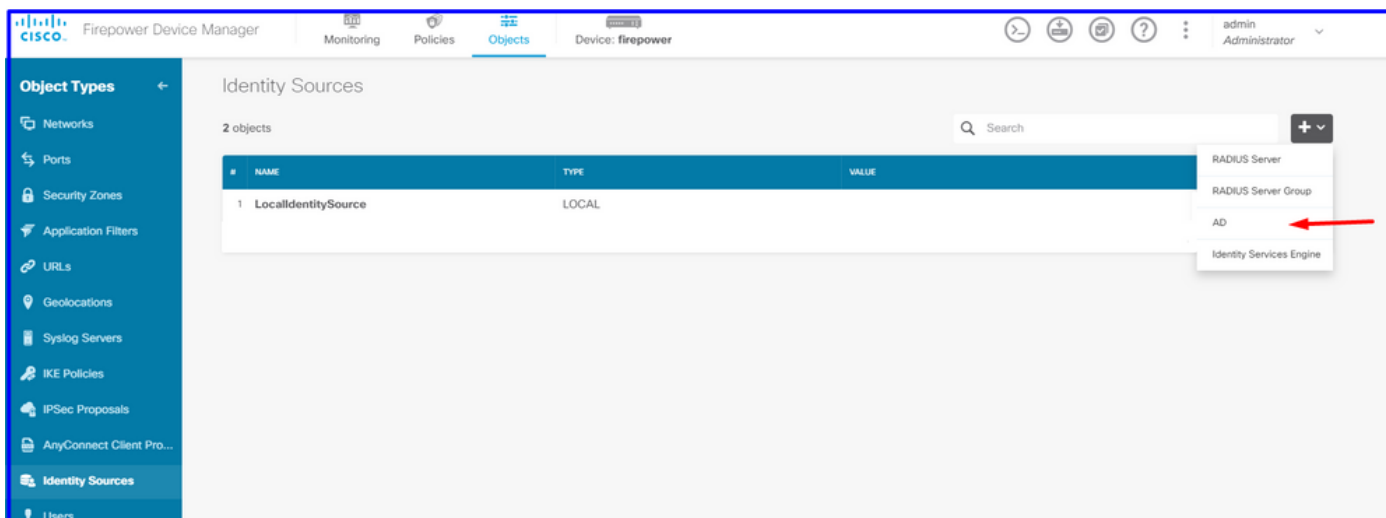 CISCO
Firepower Device Manager
Monitoring
Policies
Objects
Device: firepower
admin
Administrator
Object Types
Networks
Ports
Security Zones
Application Filters
URLs
Geolocations
Syslog Servers
IKE Policies
IPSec Proposals
AnyConnect Client Pro...
Identity Sources
Users
Identity Sources
2 objects
Search
# NAME TYPE VALUE
1 LocalIdentitySource LOCAL
RADIUS Server
RADIUS Server Group
AD
Identity Services Engine